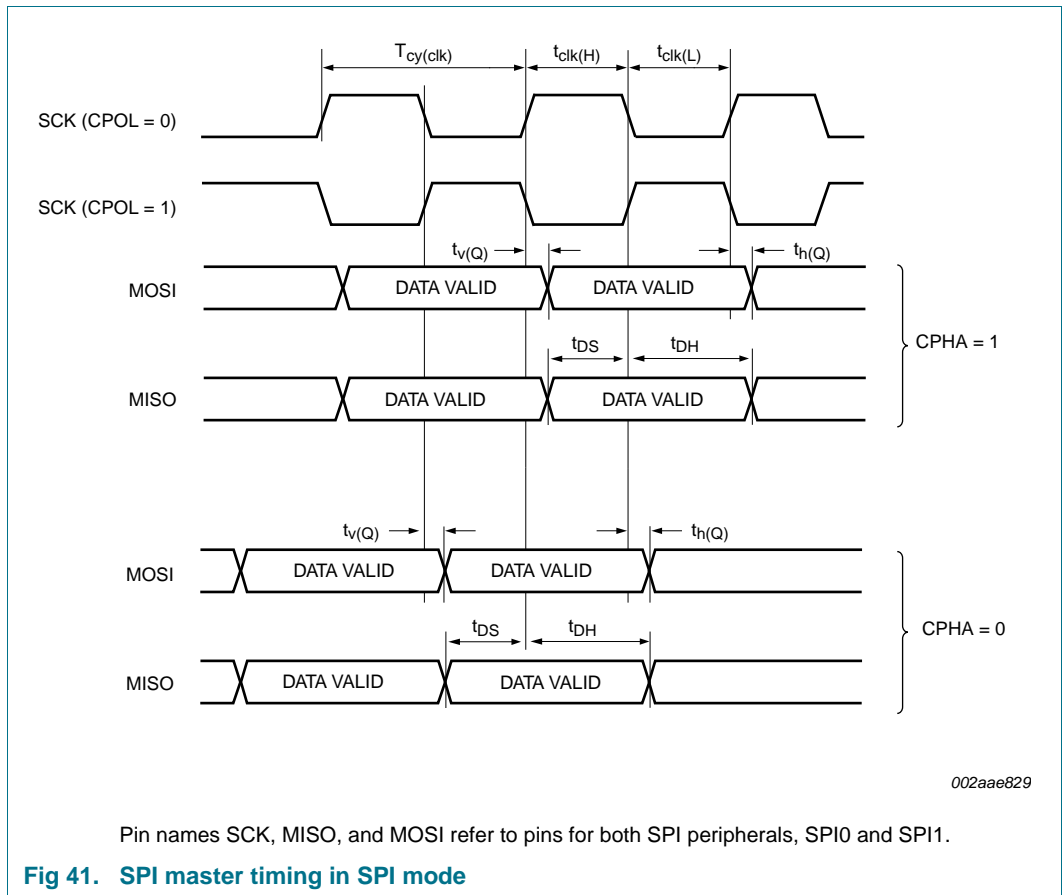 Tcy(clk) tclk(H) tclk(L)
SCK (CPOL = 0)
SCK (CPOL = 1)
tv(Q) th(Q)
MOSI DATA VALID DATA VALID
CPHA = 1
tDS tDH
MISO DATA VALID DATA VALID
tv(Q) th(Q)
MOSI DATA VALID DATA VALID
CPHA = 0
tDS tDH
MISO DATA VALID DATA VALID
002aae829
Pin names SCK, MISO, and MOSI refer to pins for both SPI peripherals, SPI0 and SPI1.
Fig 41. SPI master timing in SPI mode